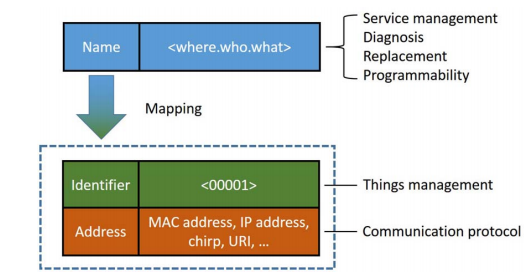 Name
<where.who.what>
Service management
Diagnosis
Replacement
Programmability
Mapping
Identifier
<00001>
Things management
Address
MAC address, IP address,
chirp, URI, ...
Communication protocol